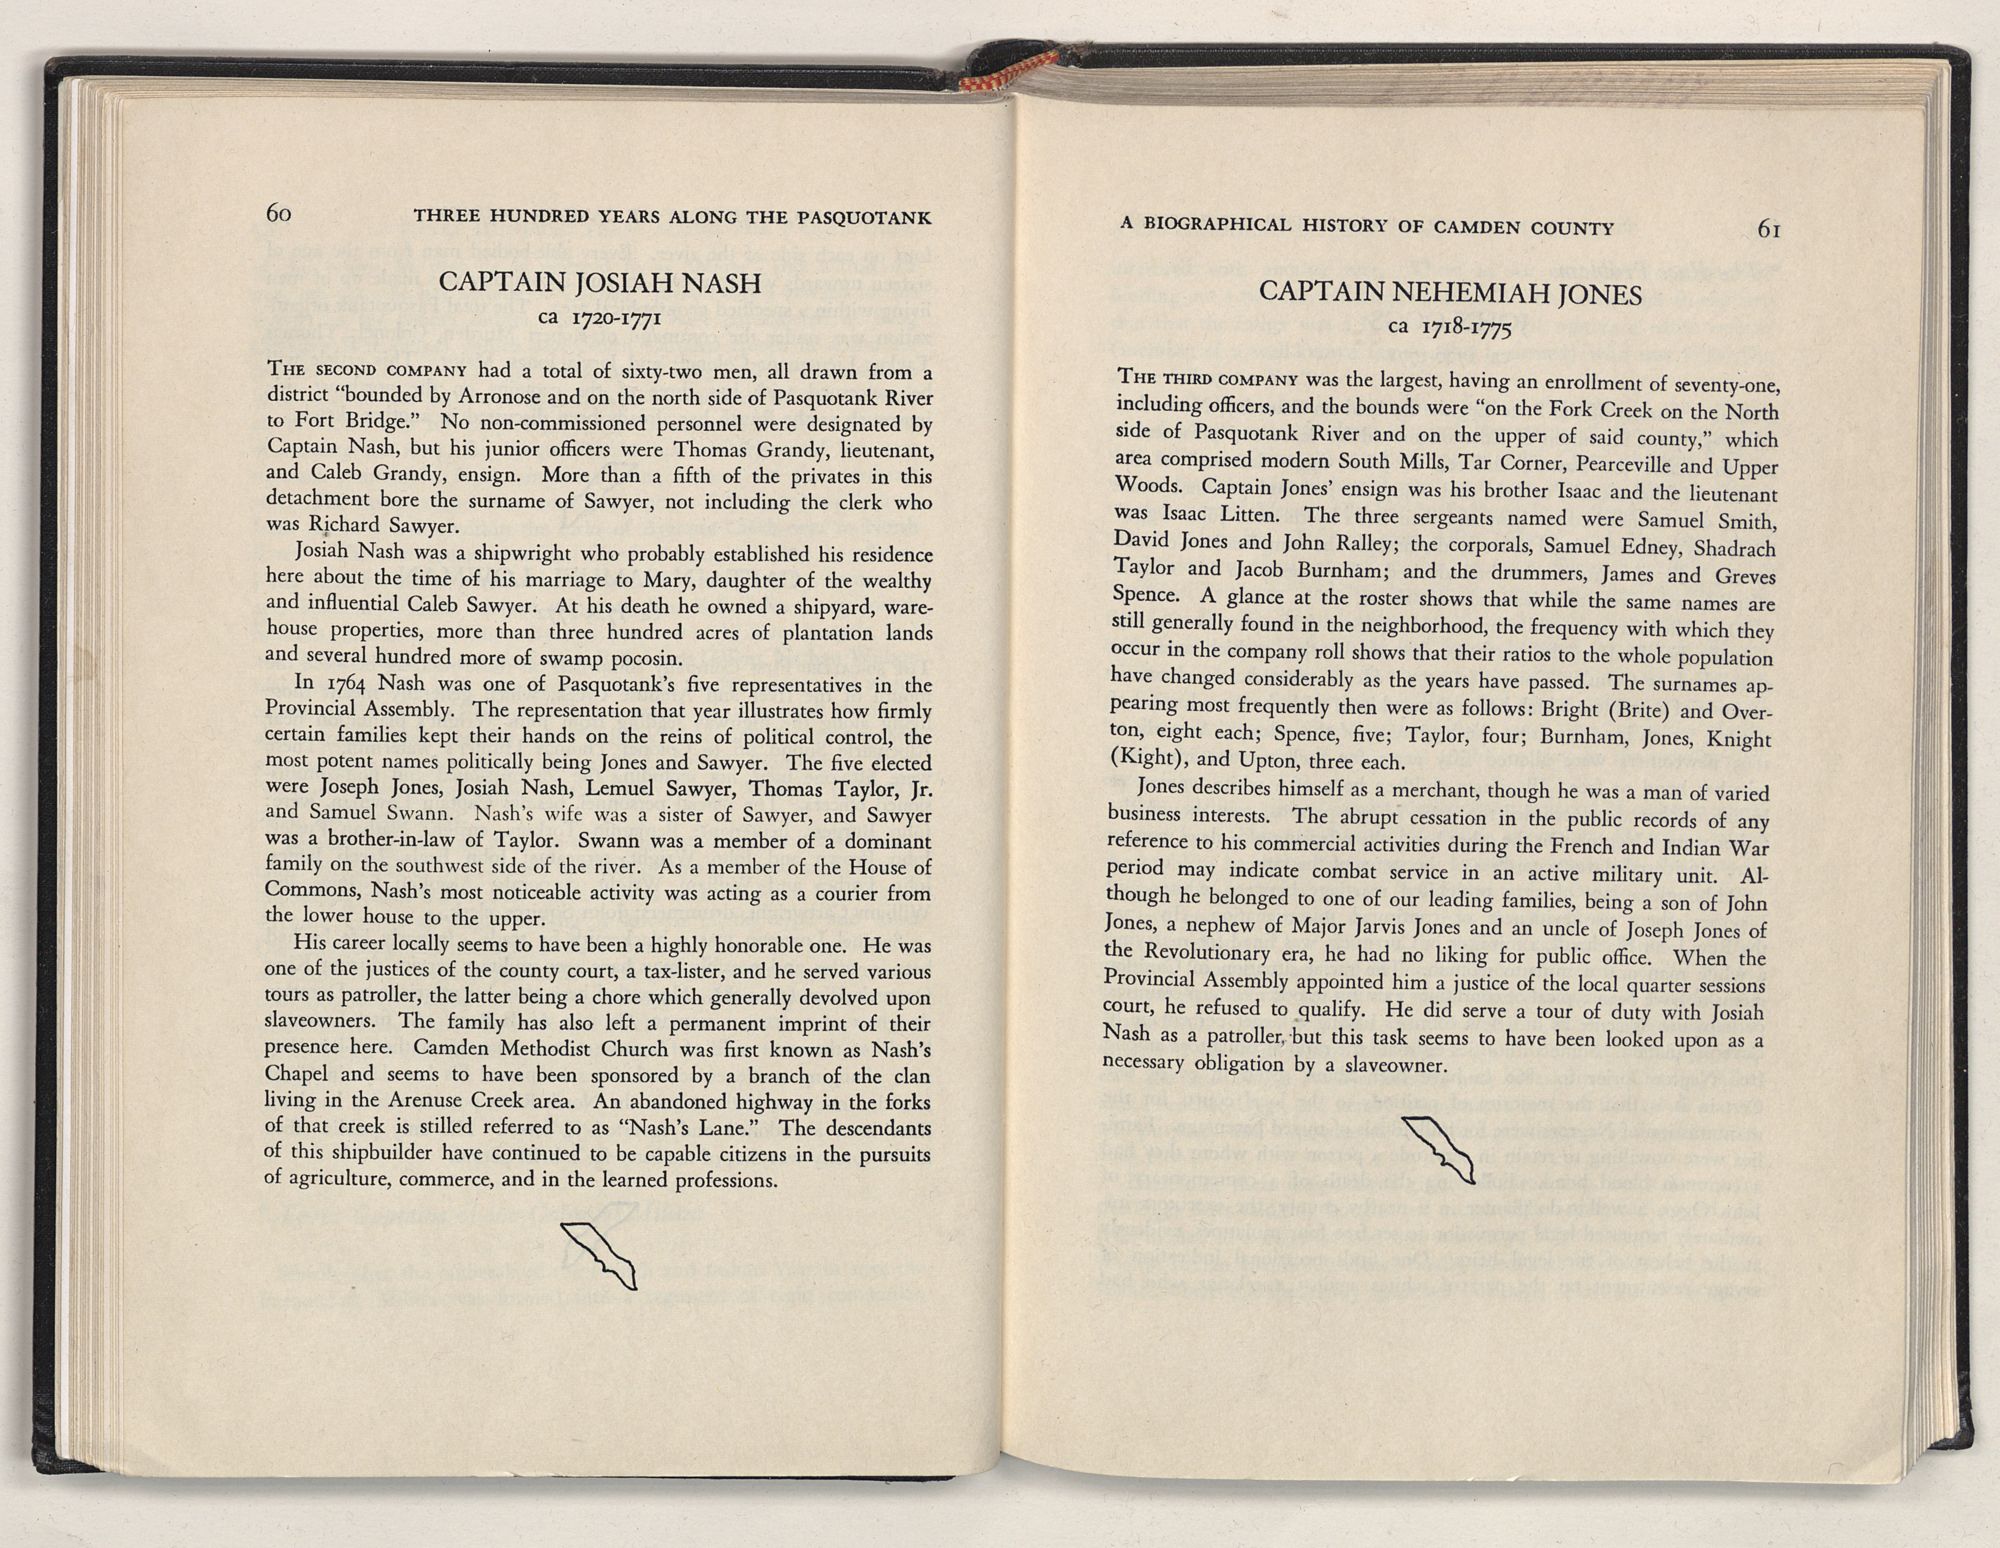 60 THREE HUNDRED YEARS ALONG THE PASQUOTANK
CAPTAIN JOSIAH NASH
ca 1720-1771
THE SECOND COMPANY had a total of sixty-two men, all drawn from a
district “bounded by Arronose and on the north side of Pasquotank River
to Fort Bridge.” No non-commissioned personnel were designated by
Captain Nash, but his junior officers were Thomas Grandy, lieutenant,
and Caleb Grandy, ensign. More than a fifth of the privates in this
detachment bore the surname of Sawyer, not including the clerk who
was Richard Sawyer.
Josiah Nash was a shipwright who probably established his residence
here about the time of his marriage to Mary, daughter of the wealthy
and influential Caleb Sawyer. At his death he owned a shipyard, ware-
house properties, more than three hundred acres of plantation lands
and several hundred more of swamp pocosin.
In 1764 Nash was one of Pasquotank’s five representatives in the
Provincial Assembly. The representation that year illustrates how firmly
certain families kept their hands on the reins of political control, the
most potent names politically being Jones and Sawyer. The five elected
were Joseph Jones, Josiah Nash, Lemuel Sawyer, Thomas Taylor, Jr.
and Samuel Swann. Nash’s wife was a sister of Sawyer, and Sawyer
was a brother-in-law of Taylor. Swann was a member of a dominant
family on the southwest side of the river. As a member of the House of
Commons, Nash’s most noticeable activity was acting as a courier from
the lower house to the upper.
His career locally seems to have been a highly honorable one. He was
one of the justices of the county court, a tax-lister, and he served various
tours as patroller, the latter being a chore which generally devolved upon
slaveowners. The family has also left a permanent imprint of their
presence here. Camden Methodist Church was first known as Nash’s
Chapel and seems to have been sponsored by a branch of the clan
living in the Arenuse Creek area. An abandoned highway in the forks
of that creek is stilled referred to as “Nash’s Lane.” The descendants
of this shipbuilder have continued to be capable citizens in the pursuits
of agriculture, commerce, and in the learned professions.
A BIOGRAPHICAL HISTORY OF CAMDEN COUNTY 61
CAPTAIN NEHEMIAH JONES
ca 1718-1775
THE THIRD COMPANY was the largest, having an enrollment of seventy-one,
including officers, and the bounds were “on the Fork Creek on the North
side of Pasquotank River and on the upper of said county,” which
area comprised modern South Mills, Tar Corner, Pearceville and Upper
Woods. Captain Jones’ ensign was his brother Isaac and the lieutenant
was Isaac Litten. The three sergeants named were Samuel Smith,
David Jones and John Ralley; the corporals, Samuel Edney, Shadrach
Taylor and Jacob Burnham; and the drummers, James and Greves
Spence. A glance at the roster shows that while the same names are
still generally found in the neighborhood, the frequency with which they
occur in the company roll shows that their ratios to the whole population
have changed considerably as the years have passed. The surnames ap-
pearing most frequently then were as follows: Bright (Brite) and Over-
ton, eight each; Spence, five; Taylor, four; Burnham, Jones, Knight
(Kight), and Upton, three each.
Jones describes himself as a merchant, though he was a man of varied
business interests. The abrupt cessation in the public records of any
reference to his commercial activities during the French and Indian War
period may indicate combat service in an active military unit. Al-
though he belonged to one of our leading families, being a son of John
Jones, a nephew of Major Jarvis Jones and an uncle of Joseph Jones of
the Revolutionary era, he had no liking for public office. When the
Provincial Assembly appointed him a justice of the local quarter sessions
court, he refused to qualify. He did serve a tour of duty with Josiah
Nash as a patroller, but this task seems to have been looked upon as a
necessary obligation by a slaveowner.